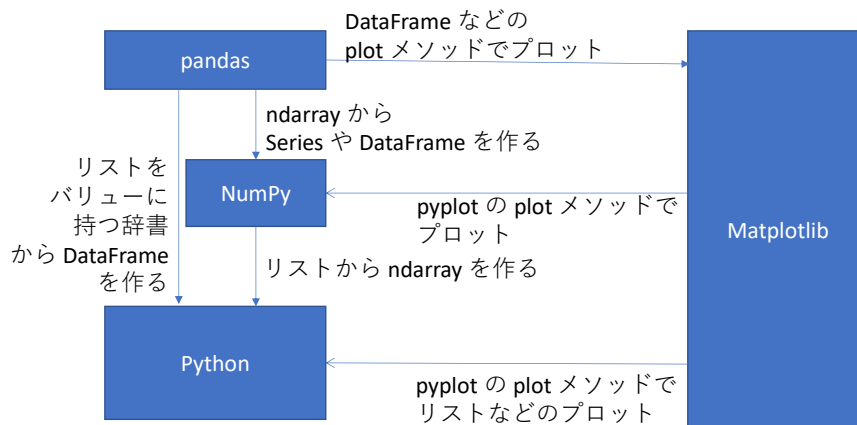 DataFrame などの
plot メソッドでプロット
pandas
ndarray から
Series や DataFrame を作る
リストを
バリューに
持つ辞書
から DataFrame
を作る
NumPy
pyplot の plot メソッドで
プロット
Matplotlib
リストから ndarray を作る
Python
pyplot の plot メソッドで
リストなどのプロット